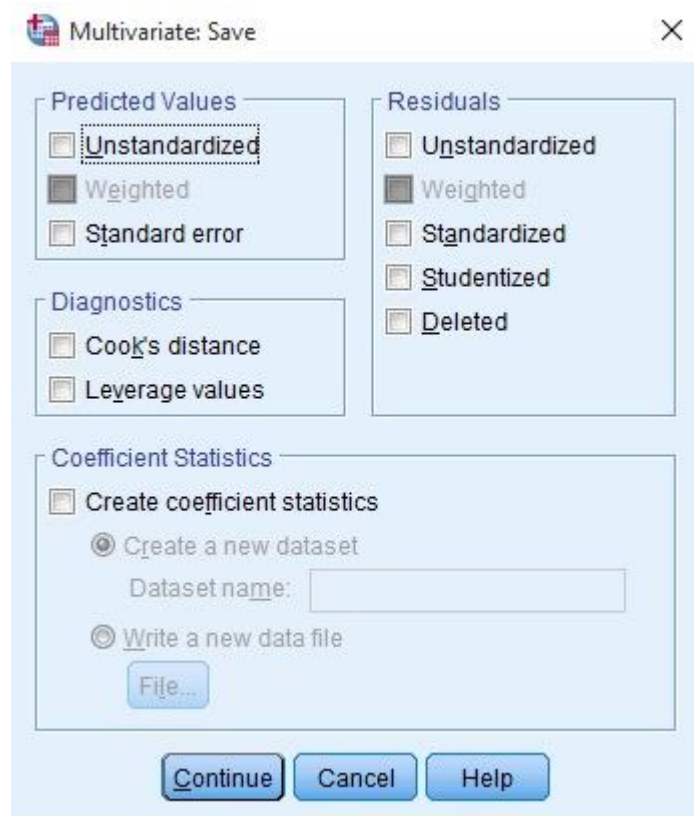 Multivariate: Save
Predicted Values
Unstandardized
Weighted
Standard error
Diagnostics
Cook's distance
Leverage values
Residuals
Unstandardized
Weighted
Standardized
Studentized
Deleted
Coefficient Statistics
Create coefficient statistics
Create a new dataset
Dataset name:
Write a new data file
File...
Continue Cancel Help